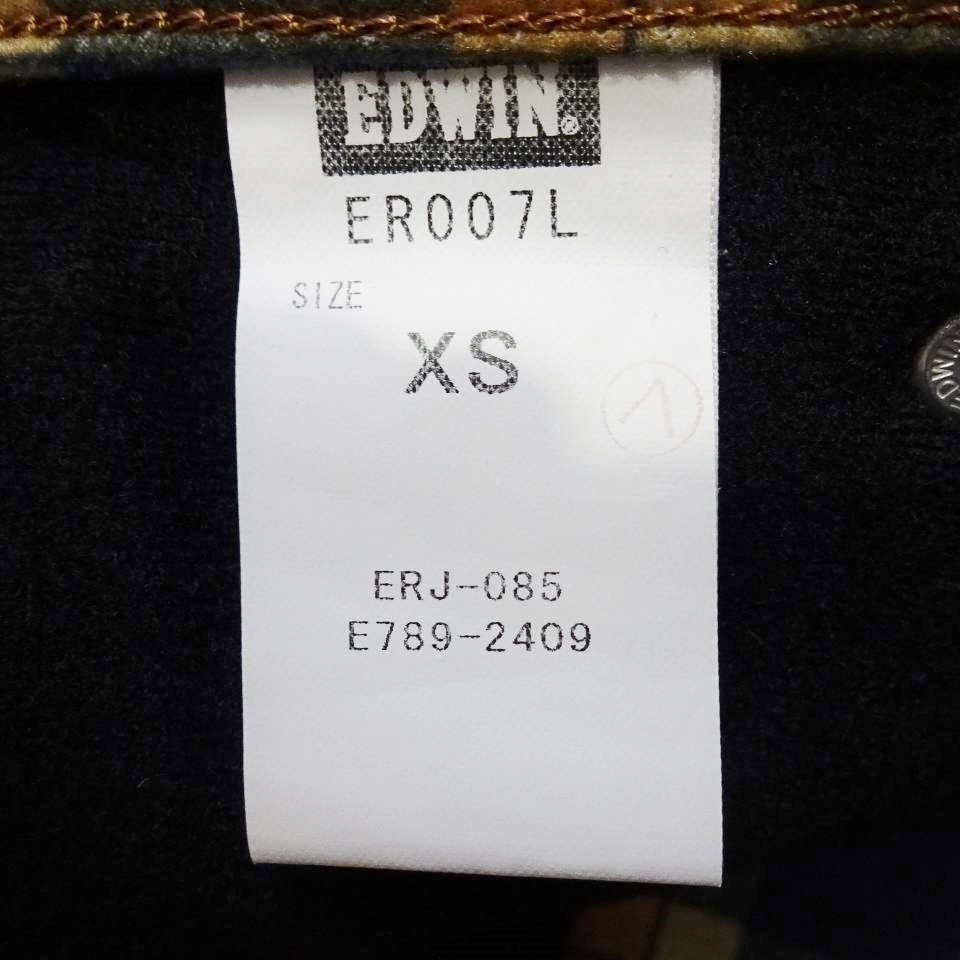 EDWIN®
ER007L
SIZE
XS
ERJ-085
E789-2409